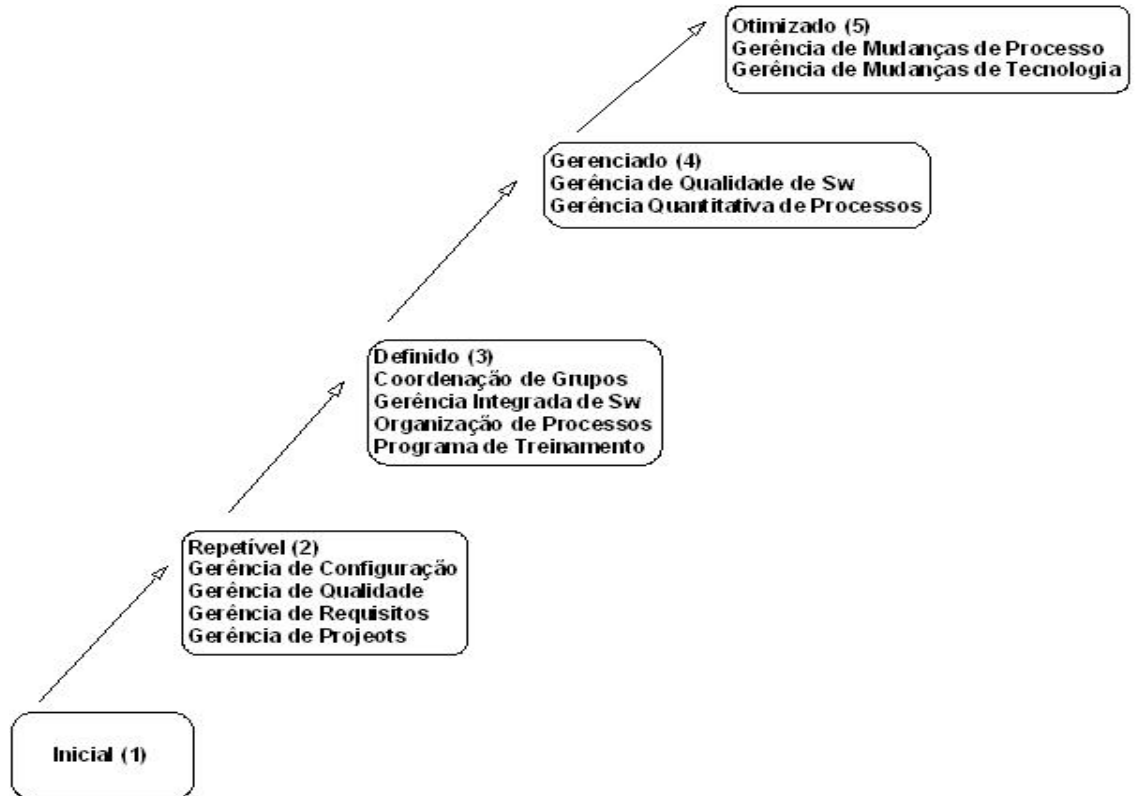 Otimizado (5)
Gerência de Mudanças de Processo
Gerência de Mudanças de Tecnologia
Gerenciado (4)
Gerência de Qualidade de Sw
Gerência Quantitativa de Processos
Definido (3)
Coordenação de Grupos
Gerência Integrada de Sw
Organização de Processos
Programa de Treinamento
Repetível (2)
Gerência de Configuração
Gerência de Qualidade
Gerência de Requisitos
Gerência de Projeots
Inicial (1)